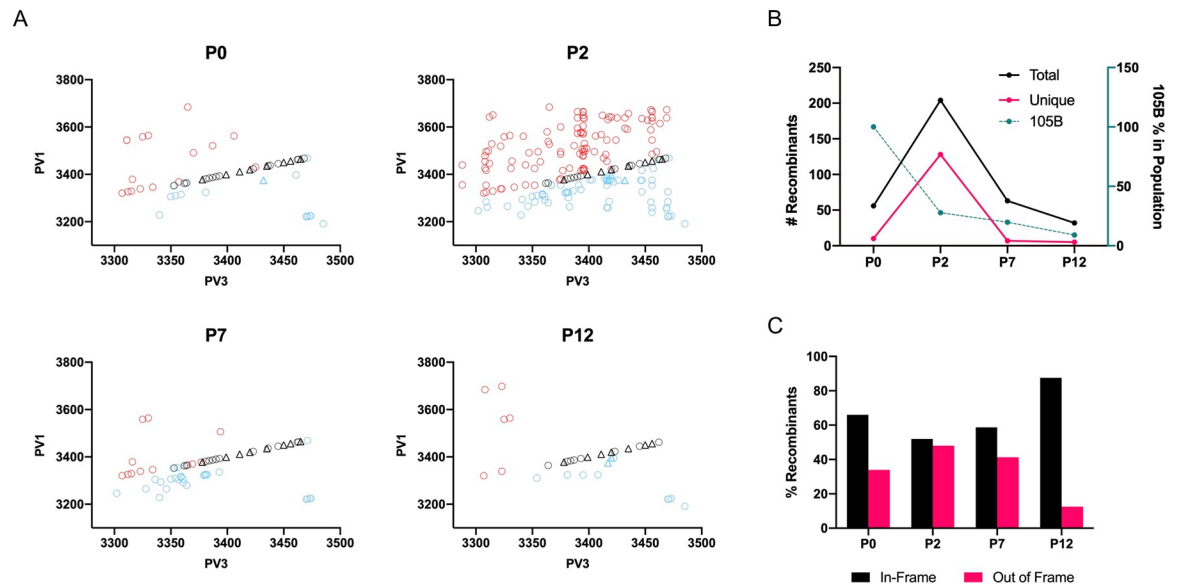 A
P0
3800
3600
3400
3200
PV1
3300 3350 3400 3450 3500
PV3
P2
3800
3600
3400
3200
PV1
3300 3350 3400 3450 3500
PV3
P7
3800
3600
3400
3200
PV1
3300 3350 3400 3450 3500
PV3
P12
3800
3600
3400
3200
PV1
3300 3350 3400 3450 3500
PV3
B
250
200
150
100
50
0
# Recombinants
Total
Unique
105B
150
100
50
0
105B % in Population
P0 P2 P7 P12
C
100
80
60
40
20
0
% Recombinants
P0 P2 P7 P12
In-Frame Out of Frame